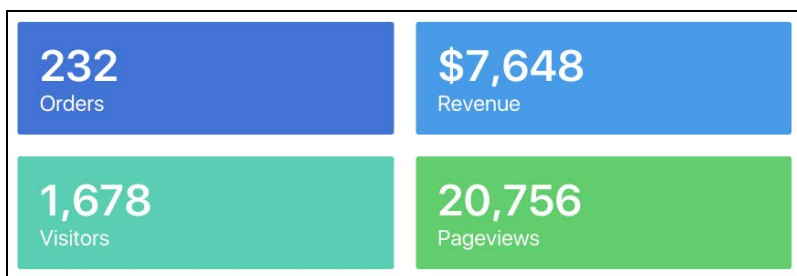 232
Orders
$7,648
Revenue
1,678
Visitors
20,756
Pageviews